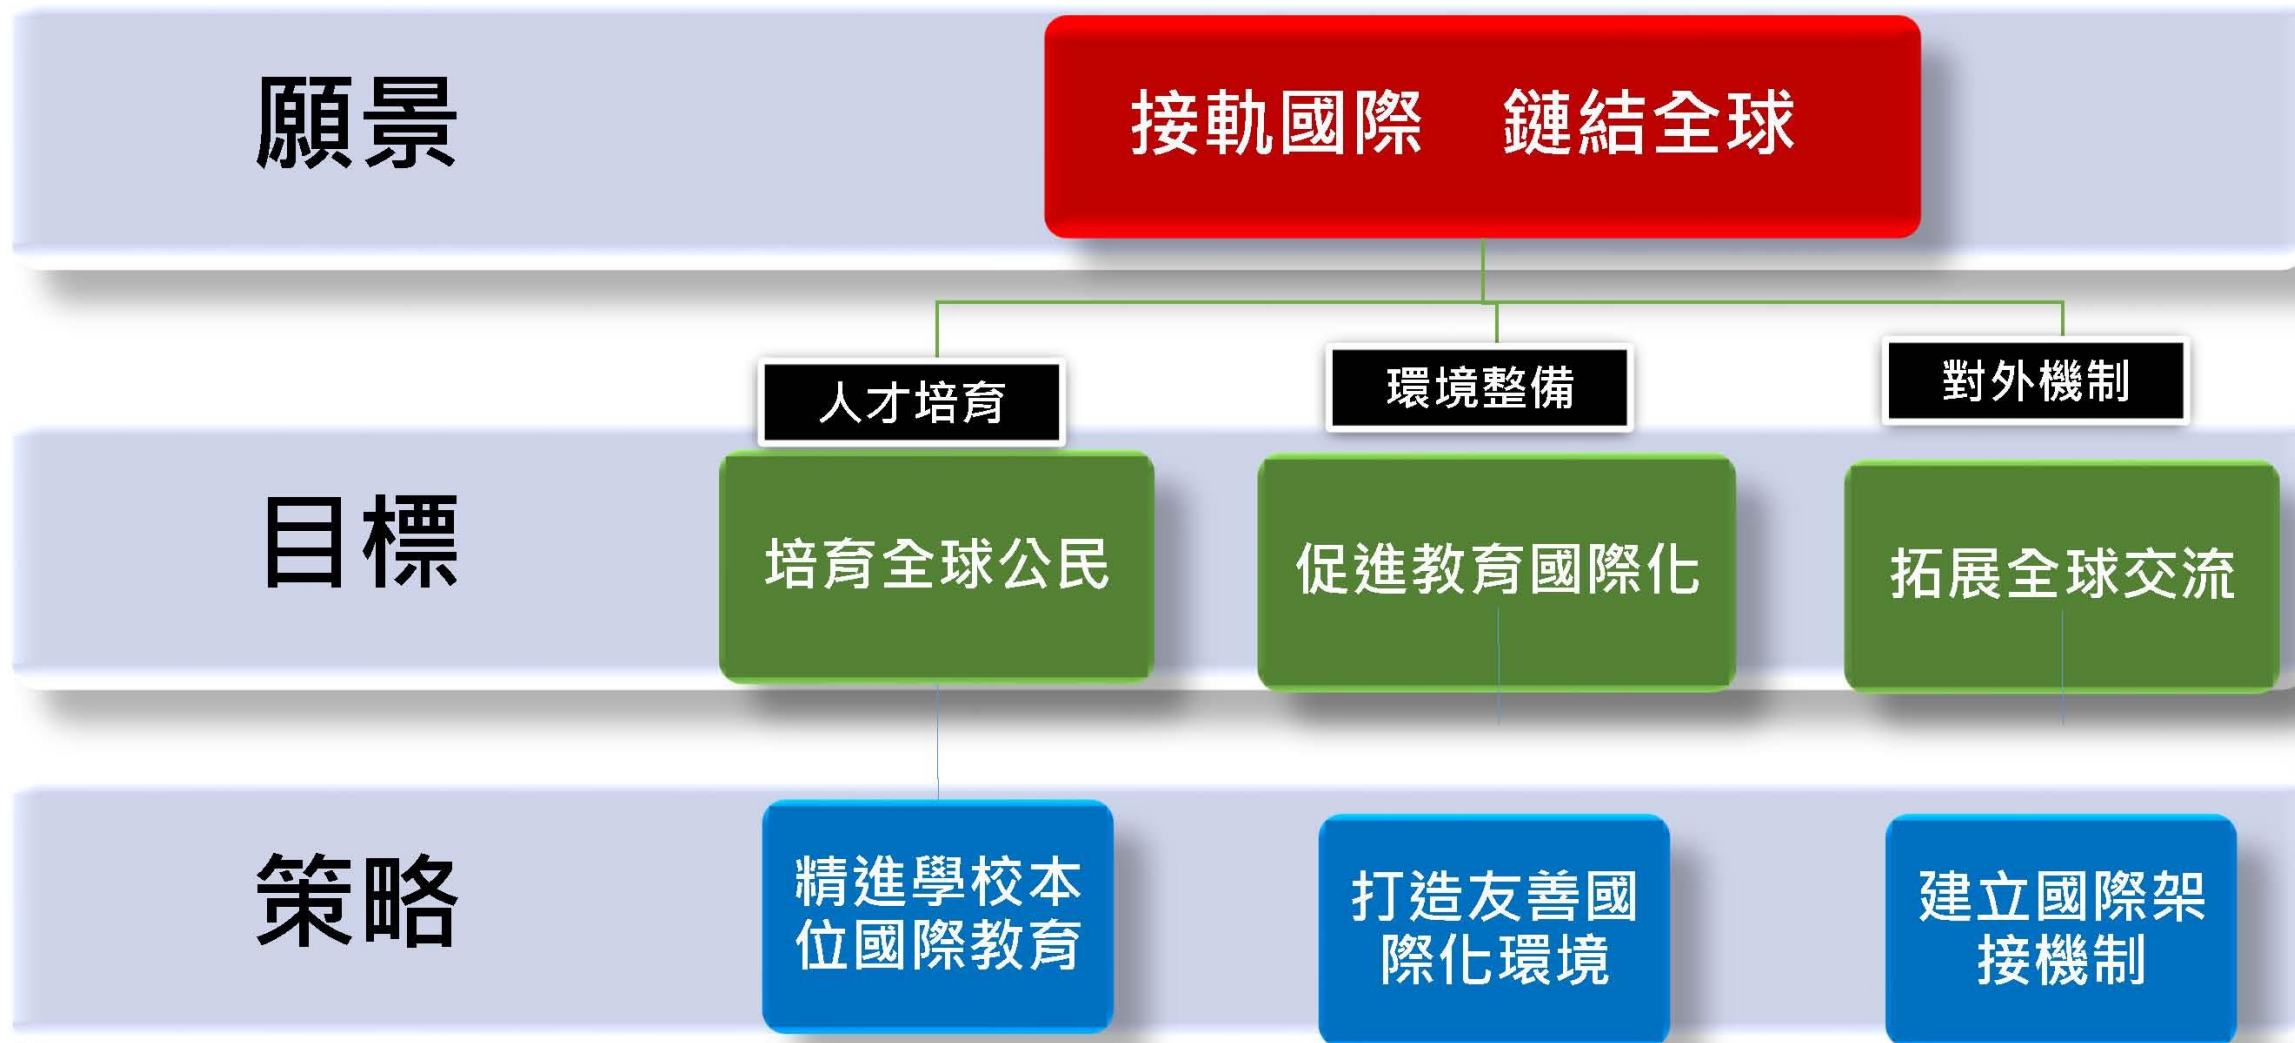 願景
接軌國際　鏈結全球
人才培育
環境整備
對外機制
目標
培育全球公民
促進教育國際化
拓展全球交流
策略
精進學校本
位國際教育
打造友善國
際化環境
建立國際架
接機制